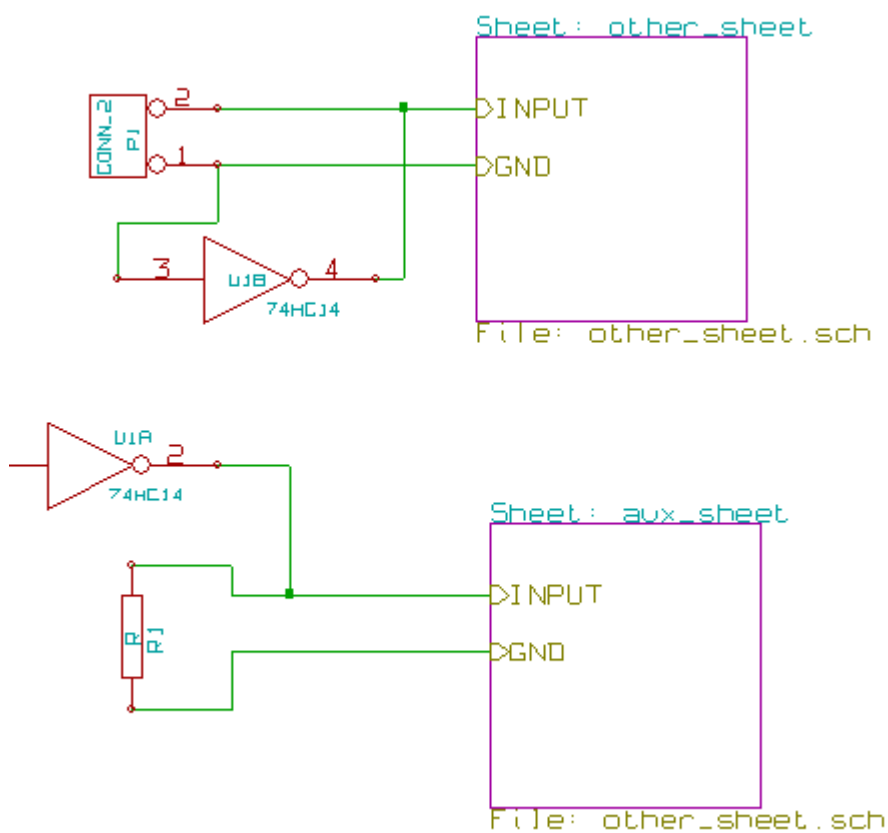 Sheet: other_sheet
CONN_2
P1
2
INPUT
1
GND
3
U1B
4
74HC14
File: other_sheet.sch
U1A
2
74HC14
Sheet: aux_sheet
INPUT
R
R1
GND
File: other_sheet.sch